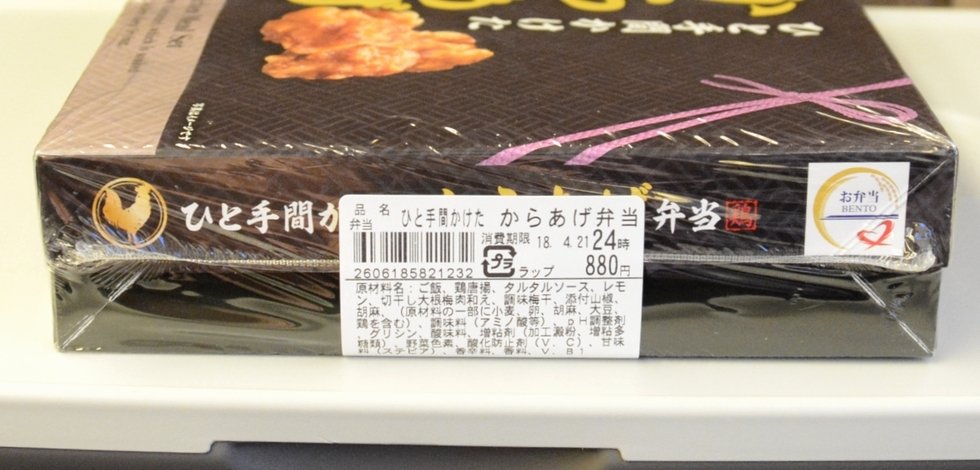 ひと手間かけた
ひと手間か
弁当
鶏
お弁当
BENTO
品名 ひと手間かけた からあげ弁当
弁当
消費期限 18. 4.21 24時
2606185821232 プラ ラップ 880円
原材料名:ご飯、鶏唐揚、タルタルソース、レモ
ン、切干し大根梅肉和え、調味梅干、添付山椒、
胡麻、(原材料の一部に小麦、卵、胡麻、大豆、
鶏を含む)、調味料(アミノ酸等)、pH調整剤
、グリシン、酸味料、増粘剤(加工澱粉、増粘多
糖類)、野菜色素、酸化防止剤(V.C)、甘味
料(ステビア)、香辛料、香料、V.B1